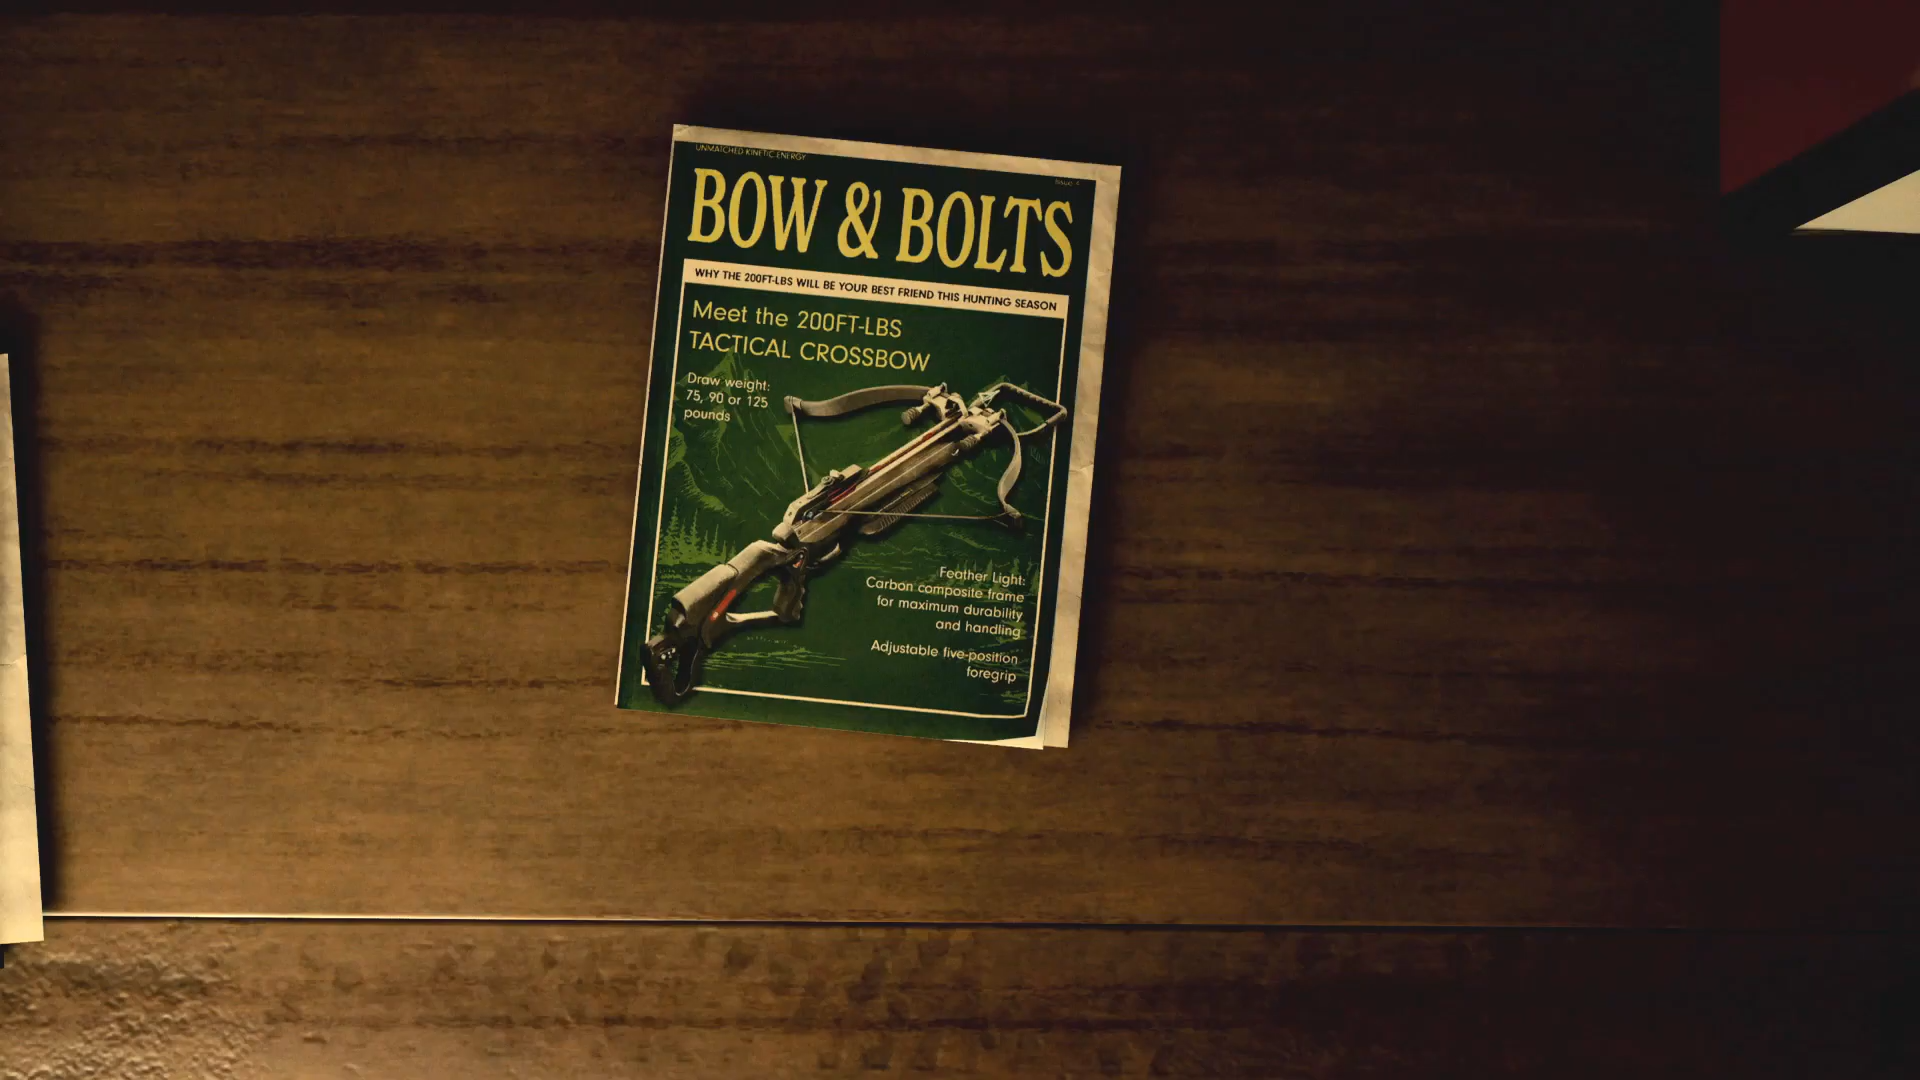 UNMATCHED KINETIC ENERGY
Issue: 4
BOW & BOLTS
WHY THE 200FT-LBS WILL BE YOUR BEST FRIEND THIS HUNTING SEASON
Meet the 200FT-LBS
TACTICAL CROSSBOW
Draw weight:
75, 90 or 125
pounds
Feather Light:
Carbon composite frame
for maximum durability
and handling
Adjustable five-position
foregrip